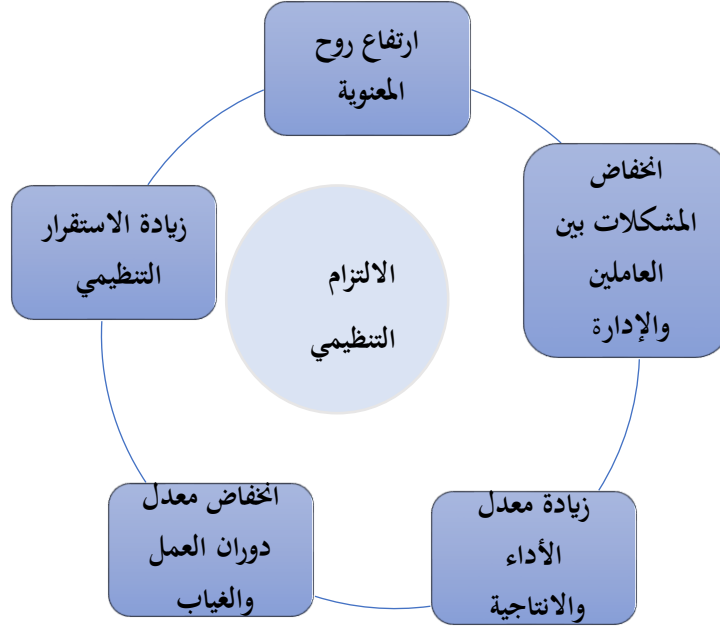 ارتفاع روح
المعنوية
انخفاض
المشكلات بين
العاملين
والإدارة
زيادة معدل
الأداء
والانتاجية
انخفاض معدل
دوران العمل
والغياب
زيادة الاستقرار
التنظيمي
الالتزام
التنظيمي